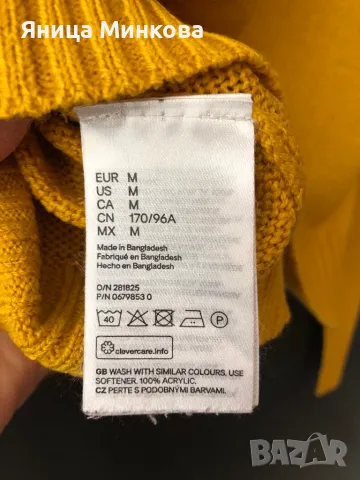 Яница Минкова
EUR M
US M
CA M
CN 170/96A
MX M
Made in Bangladesh
Fabriqué en Bangladesh
Hecho en Bangladesh
O/N 281825
P/N 0679853 0
40
P
clevercare.info
GB WASH WITH SIMILAR COLOURS. USE
SOFTENER. 100% ACRYLIC.
CZ PERTE S PODOBNÝMI BARVAMI.
BAZAR